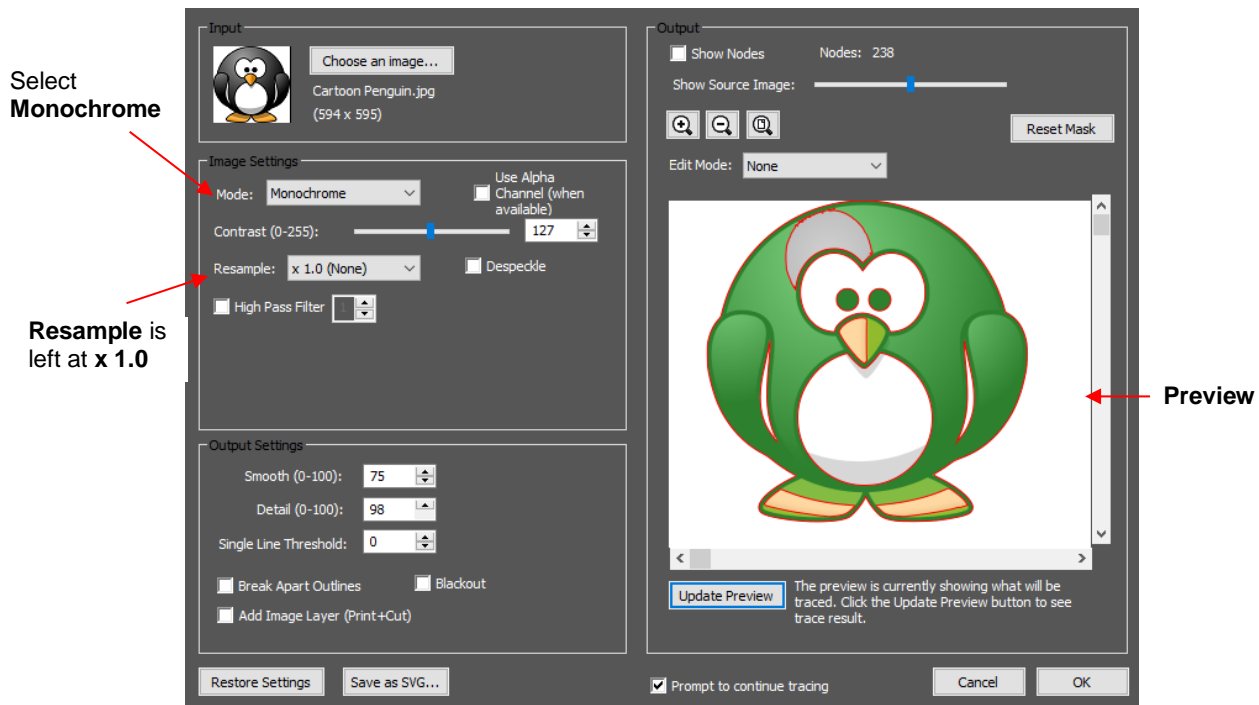 Select
Monochrome
Resample is
left at x 1.0
Input
Choose an image...
Cartoon Penguin.jpg
(594 x 595)
Image Settings
Mode: Monochrome
Use Alpha
Channel (when
available)
Contrast (0-255): 127
Resample: x 1.0 (None) Despeckle
High Pass Filter 1
Output Settings
Smooth (0-100): 75
Detail (0-100): 98
Single Line Threshold: 0
Break Apart Outlines Blackout
Add Image Layer (Print+Cut)
Restore Settings Save as SVG...
Output
Show Nodes Nodes: 238
Show Source Image:
Reset Mask
Edit Mode: None
Preview
Update Preview
The preview is currently showing what will be
traced. Click the Update Preview button to see
trace result.
Prompt to continue tracing Cancel OK